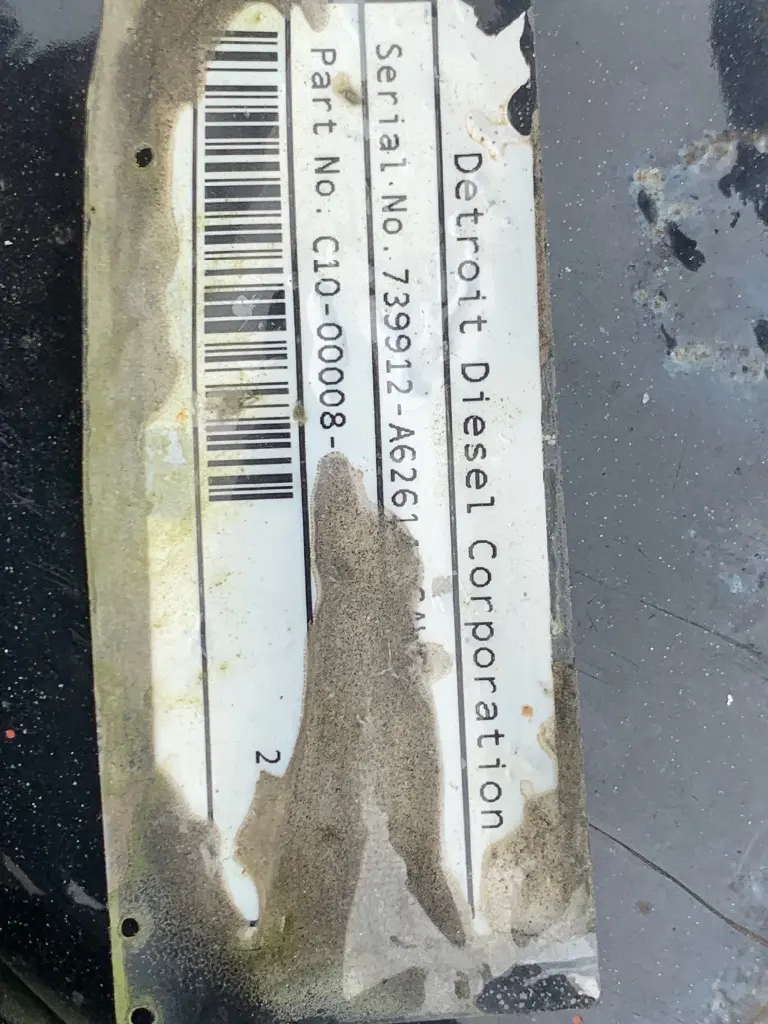 Detroit Diesel Corporation
Serial No. 739912-A6261
Part No: C10-00008-
2